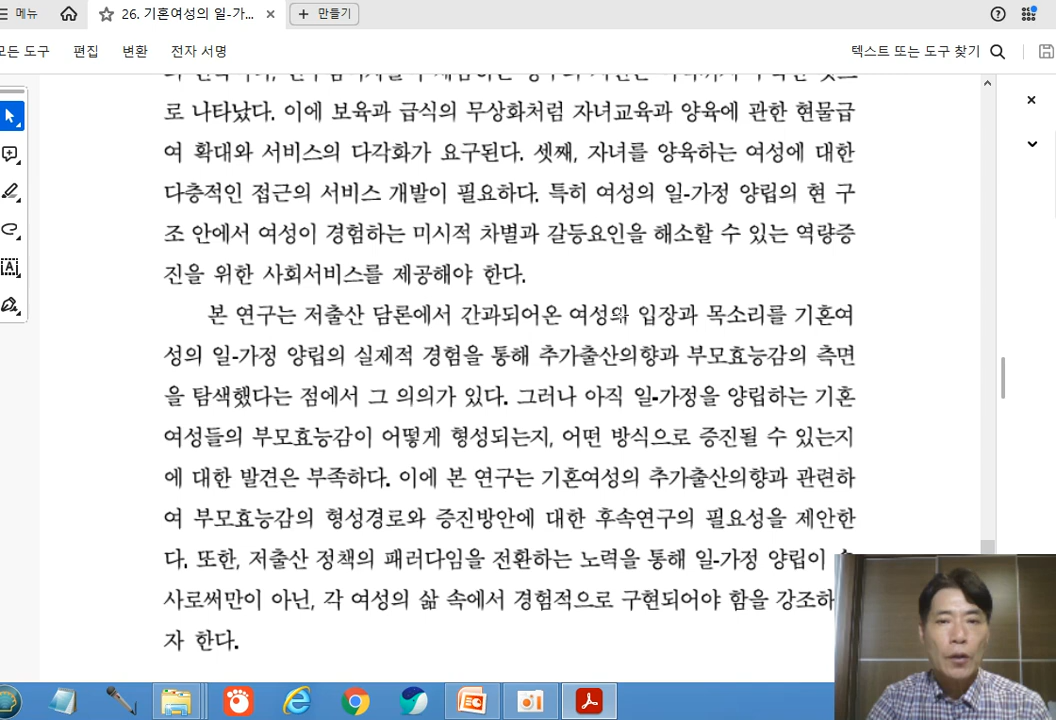 메뉴
26. 기혼여성의 일-가...
만들기
모든 도구
편집
변환
전자 서명
텍스트 또는 도구 찾기
로 나타났다. 이에 보육과 급식의 무상화처럼 자녀교육과 양육에 관한 현물급
여 확대와 서비스의 다각화가 요구된다. 셋째, 자녀를 양육하는 여성에 대한
다층적인 접근의 서비스 개발이 필요하다. 특히 여성의 일-가정 양립의 현 구
조 안에서 여성이 경험하는 미시적 차별과 갈등요인을 해소할 수 있는 역량증
진을 위한 사회서비스를 제공해야 한다.
본 연구는 저출산 담론에서 간과되어온 여성의 입장과 목소리를 기혼여
성의 일-가정 양립의 실제적 경험을 통해 추가출산의향과 부모효능감의 측면
을 탐색했다는 점에서 그 의의가 있다. 그러나 아직 일-가정을 양립하는 기혼
여성들의 부모효능감이 어떻게 형성되는지, 어떤 방식으로 증진될 수 있는지
에 대한 발견은 부족하다. 이에 본 연구는 기혼여성의 추가출산의향과 관련하
여 부모효능감의 형성경로와 증진방안에 대한 후속연구의 필요성을 제안한
다. 또한, 저출산 정책의 패러다임을 전환하는 노력을 통해 일-가정 양립이
사로써만이 아닌, 각 여성의 삶 속에서 경험적으로 구현되어야 함을 강조하
자 한다.